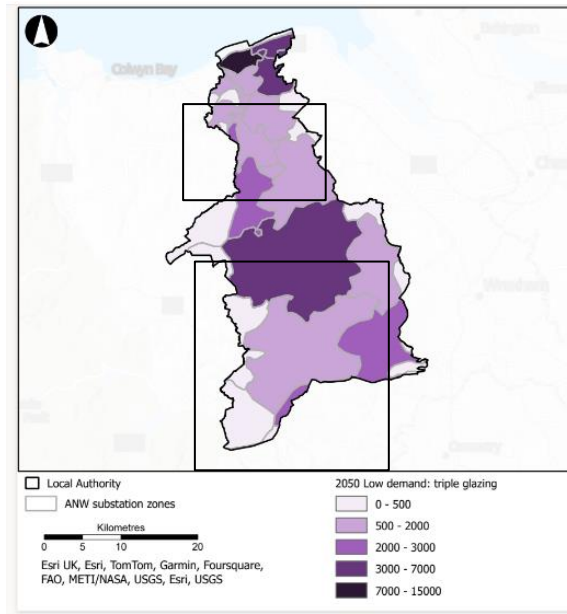 Colwyn Bay
Wrexham
Local Authority
ANW substation zones
Kilometres
0 5 10 20
Esri UK, Esri, TomTom, Garmin, Foursquare,
FAO, METI/NASA, USGS, Esri, USGS
2050 Low demand: triple glazing
0 - 500
500 - 2000
2000 - 3000
3000 - 7000
7000 - 15000